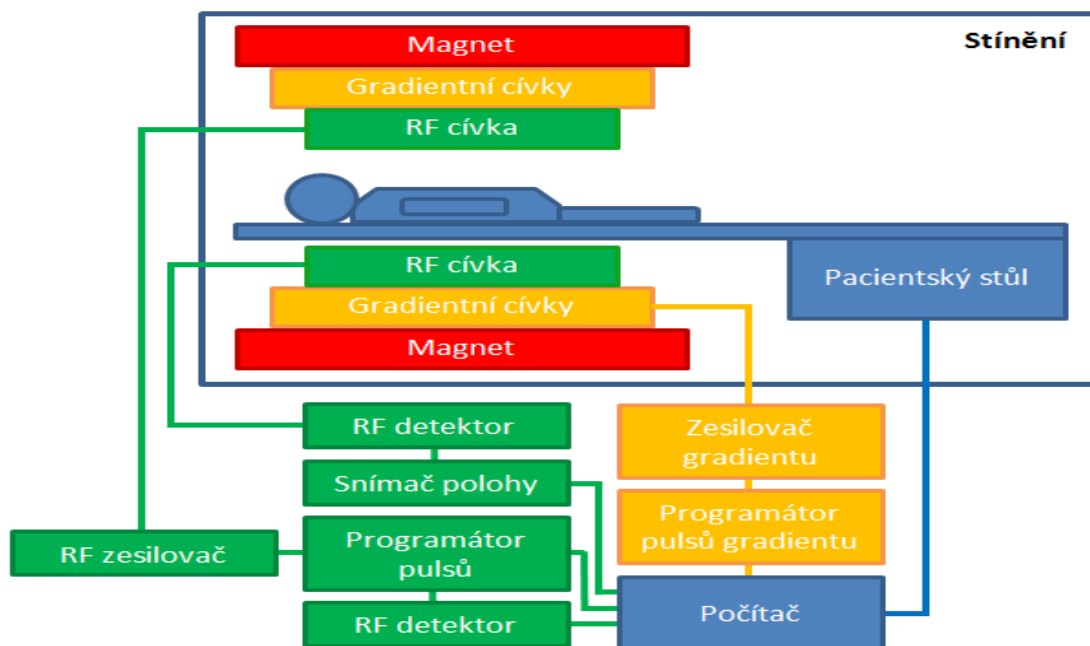 Stínění
Magnet
Gradientní cívky
RF cívka
RF cívka
Gradientní cívky
Magnet
Pacientský stůl
RF detektor
Snímač polohy
RF zesilovač
Programátor
pulsů
RF detektor
Zesilovač
gradientu
Programátor
pulsů gradientu
Počítač